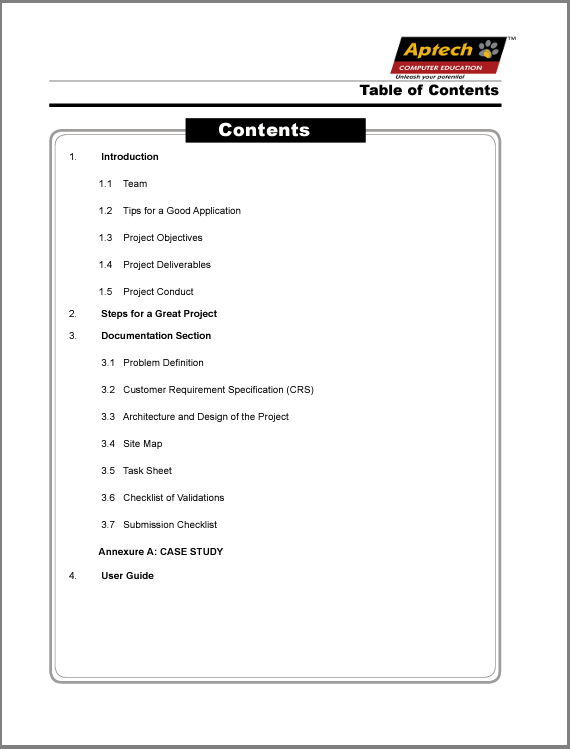 Aptech
TM
COMPUTER EDUCATION
Unleash your potential
Table of Contents
Contents
1. Introduction
1.1 Team
1.2 Tips for a Good Application
1.3 Project Objectives
1.4 Project Deliverables
1.5 Project Conduct
2. Steps for a Great Project
3. Documentation Section
3.1 Problem Definition
3.2 Customer Requirement Specification (CRS)
3.3 Architecture and Design of the Project
3.4 Site Map
3.5 Task Sheet
3.6 Checklist of Validations
3.7 Submission Checklist
Annexure A: CASE STUDY
4. User Guide